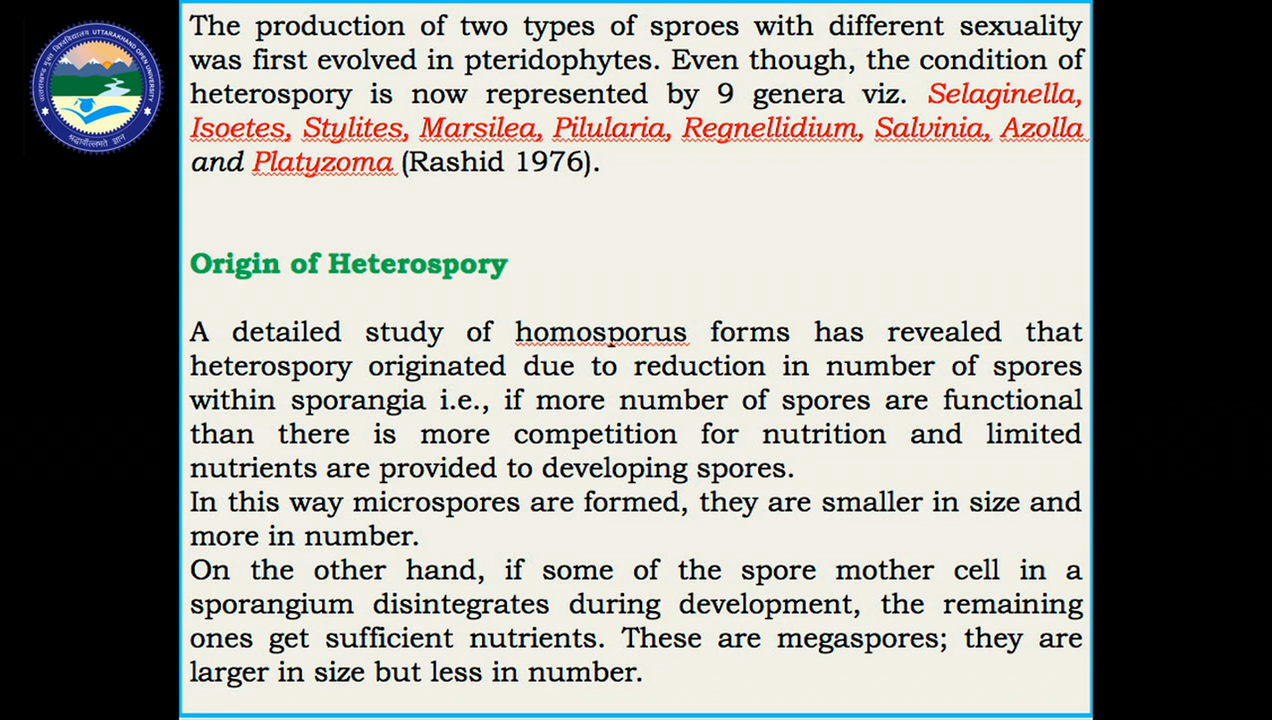 UTTARAKHAND OPEN UNIVERSITY
The production of two types of sproes with different sexuality
was first evolved in pteridophytes. Even though, the condition of
heterospory is now represented by 9 genera viz. Selaginella,
Isoetes, Stylites, Marsilea, Pilularia, Regnellidium, Salvinia, Azolla
and Platyzoma (Rashid 1976).
Origin of Heterospory
A detailed study of homosporus forms has revealed that
heterospory originated due to reduction in number of spores
within sporangia i.e., if more number of spores are functional
than there is more competition for nutrition and limited
nutrients are provided to developing spores.
In this way microspores are formed, they are smaller in size and
more in number.
On the other hand, if some of the spore mother cell in a
sporangium disintegrates during development, the remaining
ones get sufficient nutrients. These are megaspores; they are
larger in size but less in number.